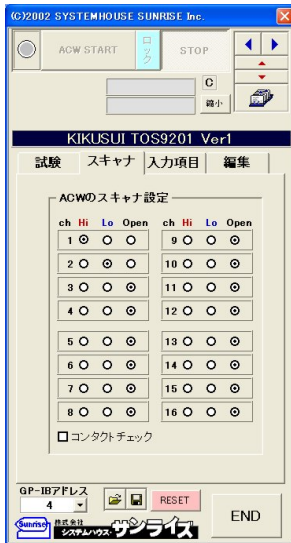 (C)2002 SYSTEMHOUSE SUNRISE Inc.
ACW START
ロック
STOP
C
縮小
KIKUSUI TOS9201 Ver1
試験 スキャナ 入力項目 編集
ACWのスキャナ設定
ch Hi Lo Open ch Hi Lo Open
1 9
2 10
3 11
4 12
5 13
6 14
7 15
8 16
コンタクトチェック
GP-IBアドレス
4
RESET
END
Sunrise 株式会社
システムハウス・サンライズ